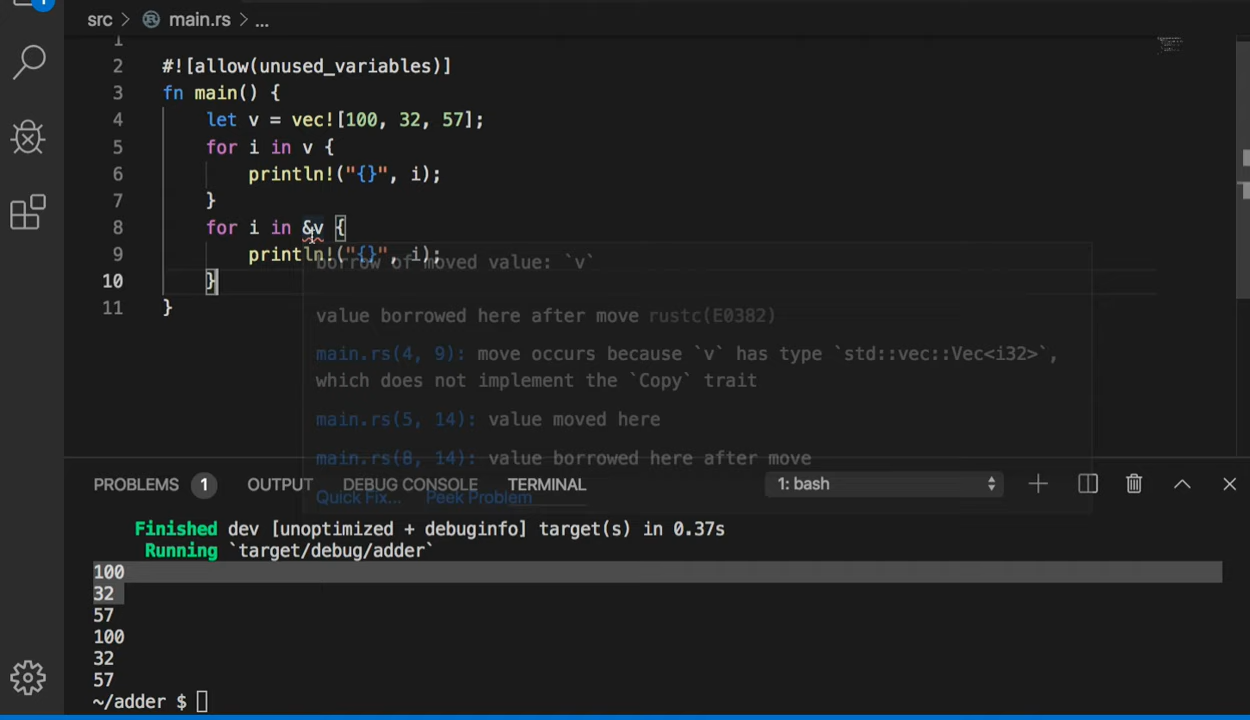 1
src > main.rs > ...
1
2 #![allow(unused_variables)]
3 fn main() {
4 let v = vec![100, 32, 57];
5 for i in v {
6 println!("{}", i);
7 }
8 for i in &v {
9 println!("{}", i);
10 }
11 }
borrow of moved value: `v`
value borrowed here after move rustc(E0382)
main.rs(4, 9): move occurs because `v` has type `std::vec::Vec<i32>`,
which does not implement the `Copy` trait
main.rs(5, 14): value moved here
main.rs(8, 14): value borrowed here after move
Quick Fix... Peek Problem
PROBLEMS 1 OUTPUT DEBUG CONSOLE TERMINAL 1: bash
Finished dev [unoptimized + debuginfo] target(s) in 0.37s
Running `target/debug/adder`
100
32
57
100
32
57
~/adder $